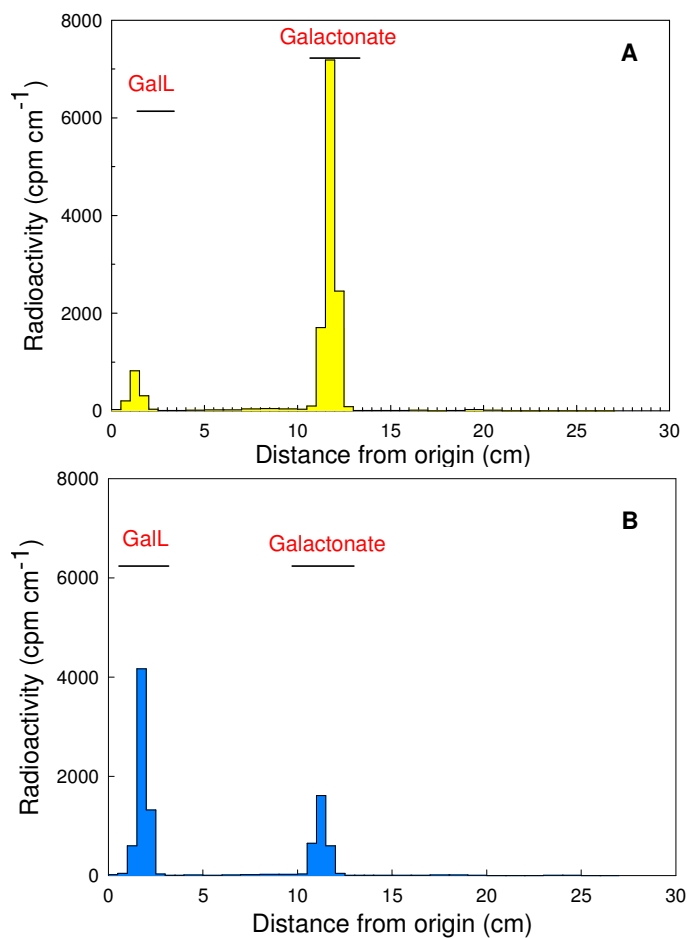 8000
Galactonate
A
GalL
6000
4000
2000
0
Radioactivity (cpm cm-1)
0 5 10 15 20 25 30
Distance from origin (cm)
8000
B
GalL
Galactonate
6000
4000
2000
0
Radioactivity (cpm cm-1)
0 5 10 15 20 25 30
Distance from origin (cm)